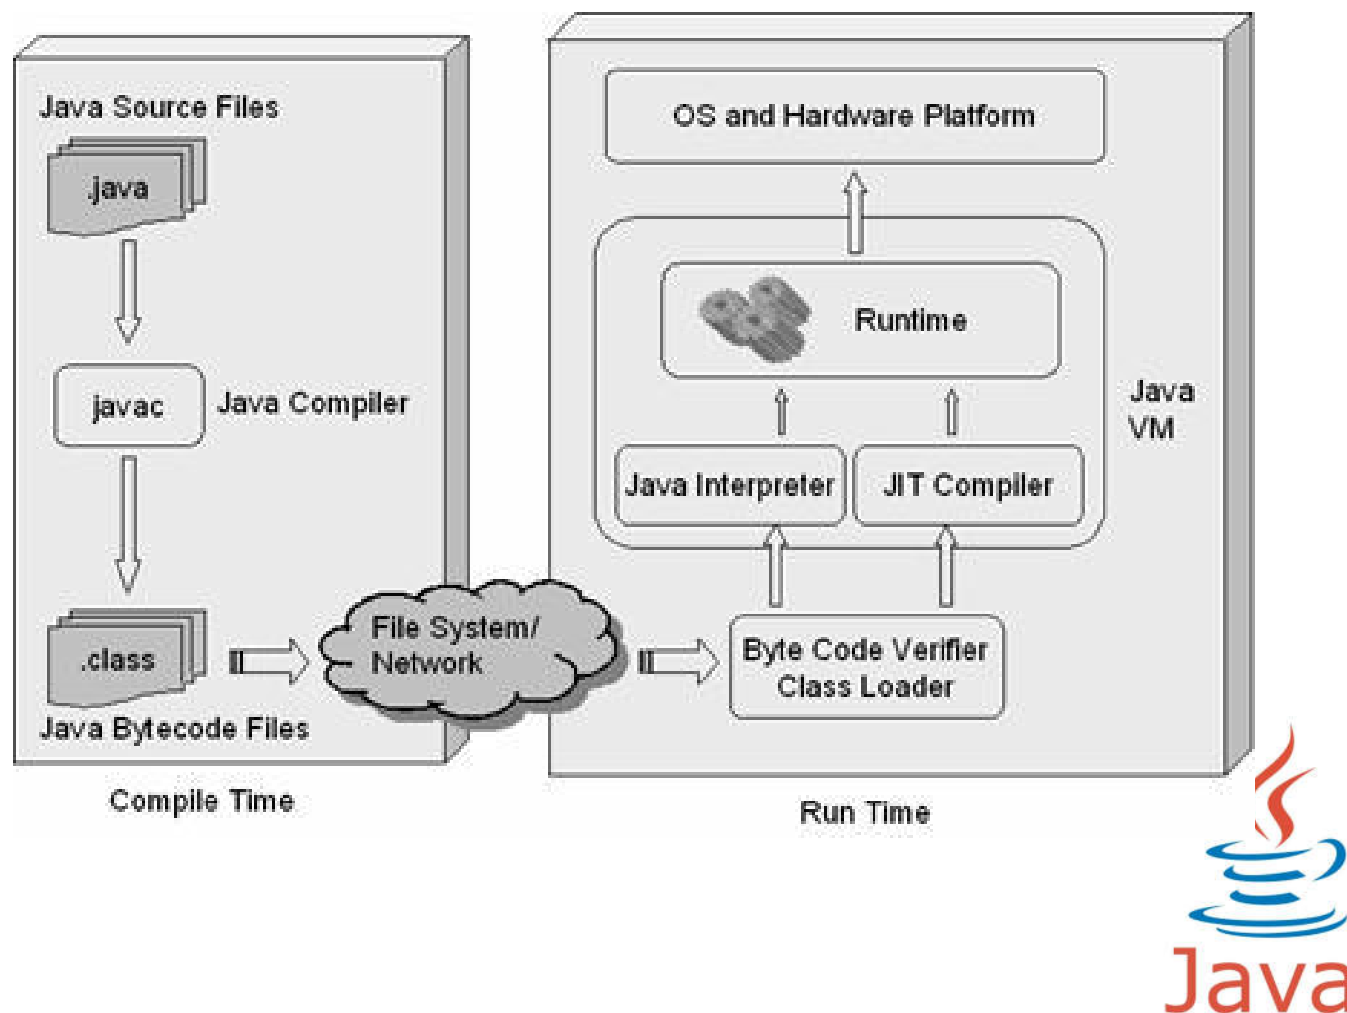 Java Source Files
.java
javac
Java Compiler
.class
Java Bytecode Files
Compile Time
File System/
Network
OS and Hardware Platform
Runtime
Java
VM
Java Interpreter
JIT Compiler
Byte Code Verifier
Class Loader
Run Time
Java